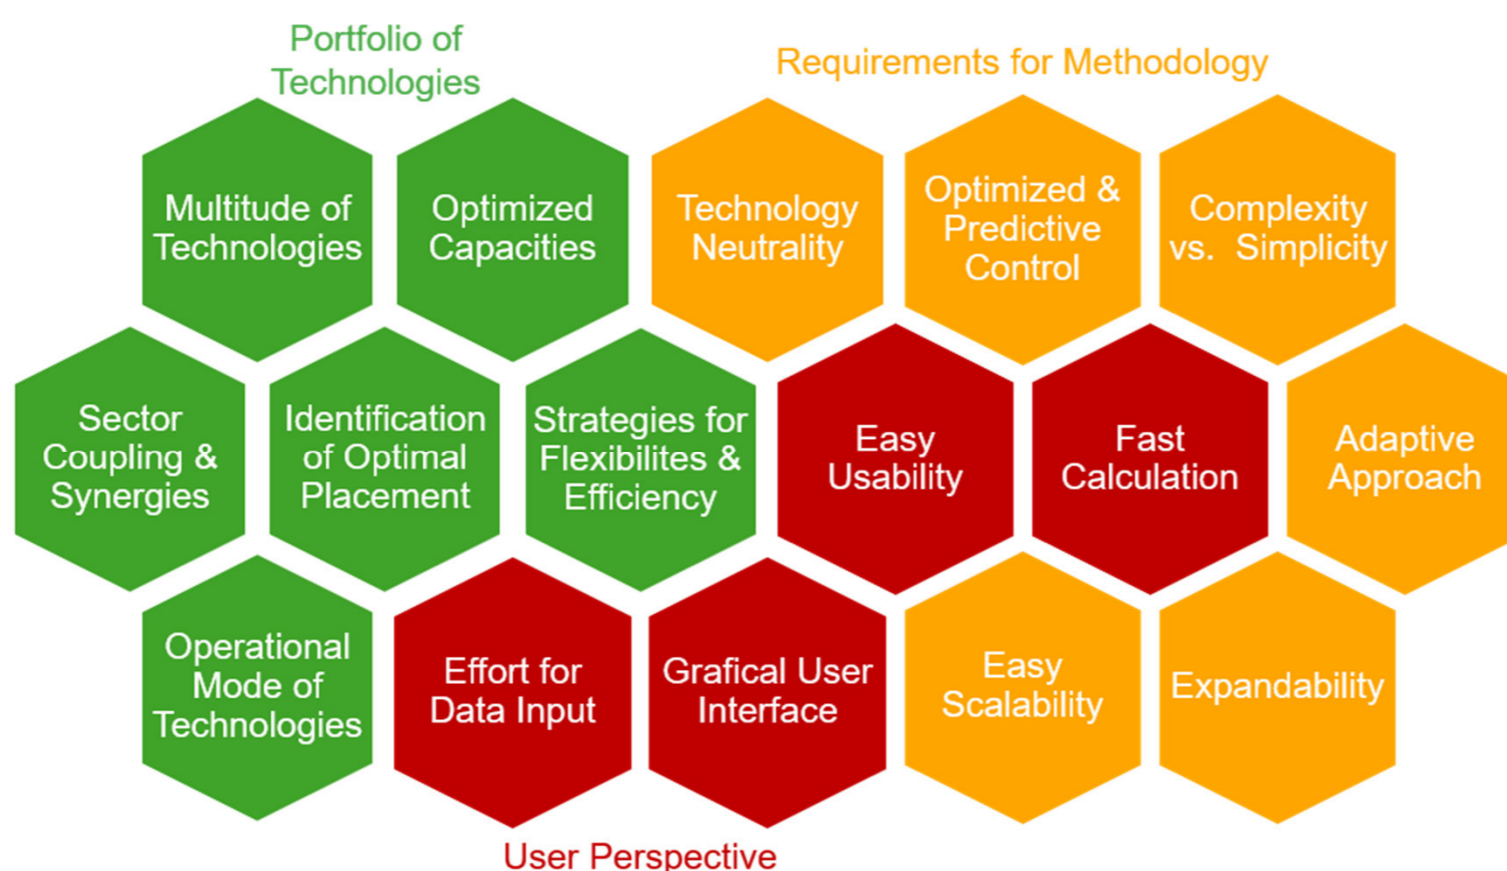 Portfolio of
Technologies
Requirements for Methodology
Multitude of
Technologies
Optimized
Capacities
Technology
Neutrality
Optimized &
Predictive
Control
Complexity
vs.  Simplicity
Sector
Coupling &
Synergies
Identification
of Optimal
Placement
Strategies for
Flexibilites &
Efficiency
Easy
Usability
Fast
Calculation
Adaptive
Approach
Operational
Mode of
Technologies
Effort for
Data Input
Grafical User
Interface
Easy
Scalability
Expandability
User Perspective